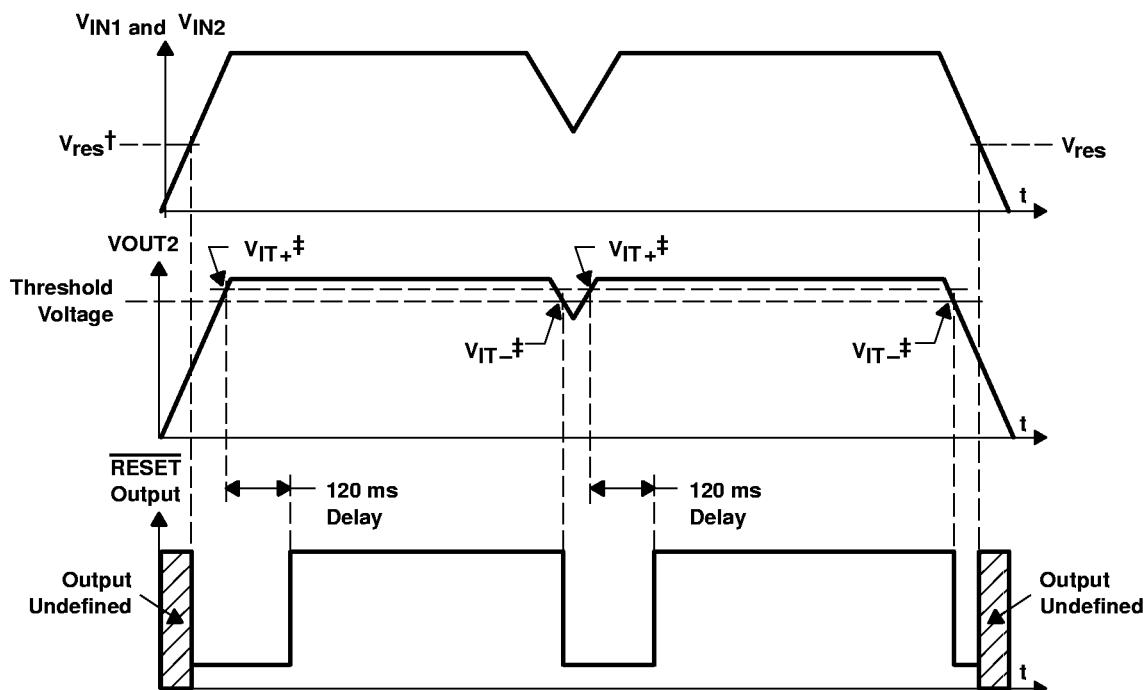 VIN1 and VIN2
Vres†
Vres
t
VOUT2
VIT+‡
VIT+‡
Threshold
Voltage
VIT–‡
VIT–‡
t
RESET
Output
120 ms
Delay
120 ms
Delay
Output
Undefined
Output
Undefined
t